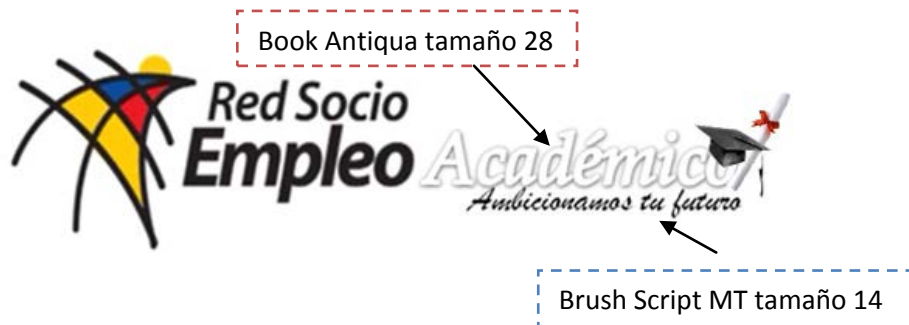 Book Antiqua tamaño 28
Red Socio
Empleo Académico
Ambicionamos tu futuro
Brush Script MT tamaño 14